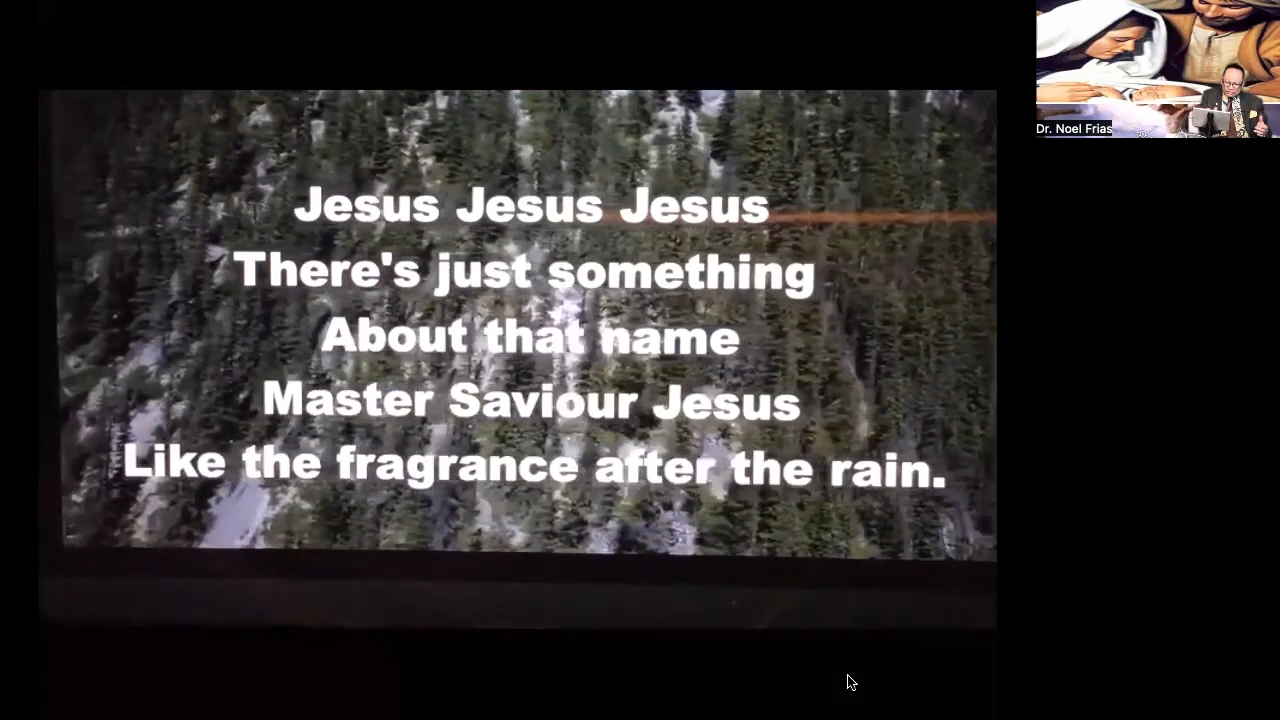 Jesus Jesus Jesus
There's just something
About that name
Master Saviour Jesus
Like the fragrance after the rain.
Dr. Noel Frias